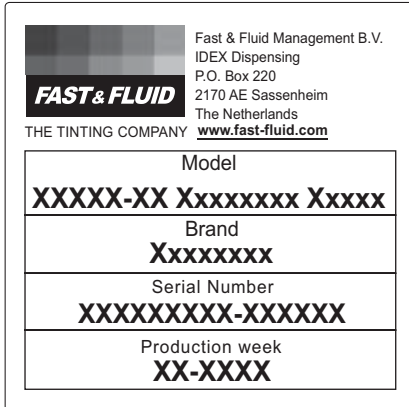 Fast & Fluid Management B.V.
IDEX Dispensing
P.O. Box 220
2170 AE Sassenheim
The Netherlands
www.fast-fluid.com
FAST & FLUID
THE TINTING COMPANY
Model
XXXXX-XX Xxxxxxxx Xxxxx
Brand
Xxxxxxxx
Serial Number
XXXXXXXXXX-XXXXXX
Production week
XX-XXXX